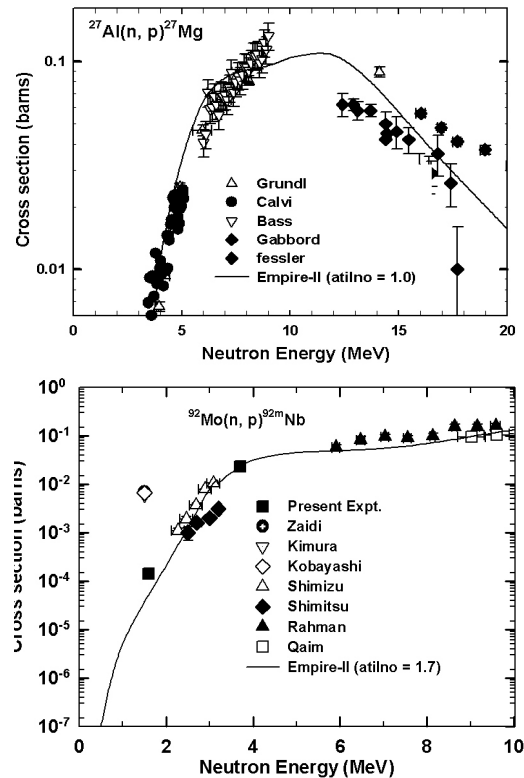 ²⁷Al(n, p)²⁷Mg
Cross section (barns)
0.1
0.01
Grundl
Calvi
Bass
Gabbord
fessler
Empire-II (atilno = 1.0)
0 5 10 15 20
Neutron Energy (MeV)
⁹²Mo(n, p)⁹²ᵐNb
Cross section (barns)
10⁰
10⁻¹
10⁻²
10⁻³
10⁻⁴
10⁻⁵
10⁻⁶
10⁻⁷
Present Expt.
Zaidi
Kimura
Kobayashi
Shimizu
Shimitsu
Rahman
Qaim
Empire-II (atilno = 1.7)
0 2 4 6 8 10
Neutron Energy (MeV)